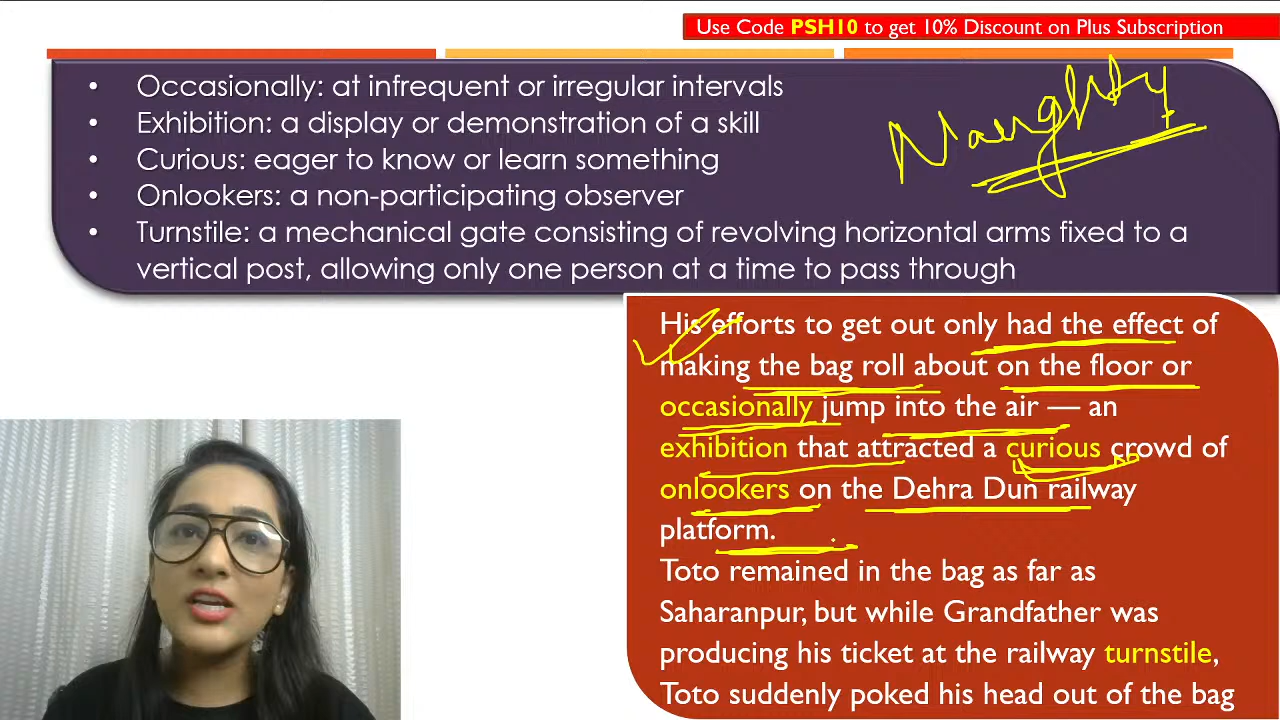 Use Code PSH10 to get 10% Discount on Plus Subscription
• Occasionally: at infrequent or irregular intervals
• Exhibition: a display or demonstration of a skill
• Curious: eager to know or learn something
• Onlookers: a non-participating observer
• Turnstile: a mechanical gate consisting of revolving horizontal arms fixed to a
vertical post, allowing only one person at a time to pass through
Naughty
His efforts to get out only had the effect of
making the bag roll about on the floor or
occasionally jump into the air — an
exhibition that attracted a curious crowd of
onlookers on the Dehra Dun railway
platform.
Toto remained in the bag as far as
Saharanpur, but while Grandfather was
producing his ticket at the railway turnstile,
Toto suddenly poked his head out of the bag